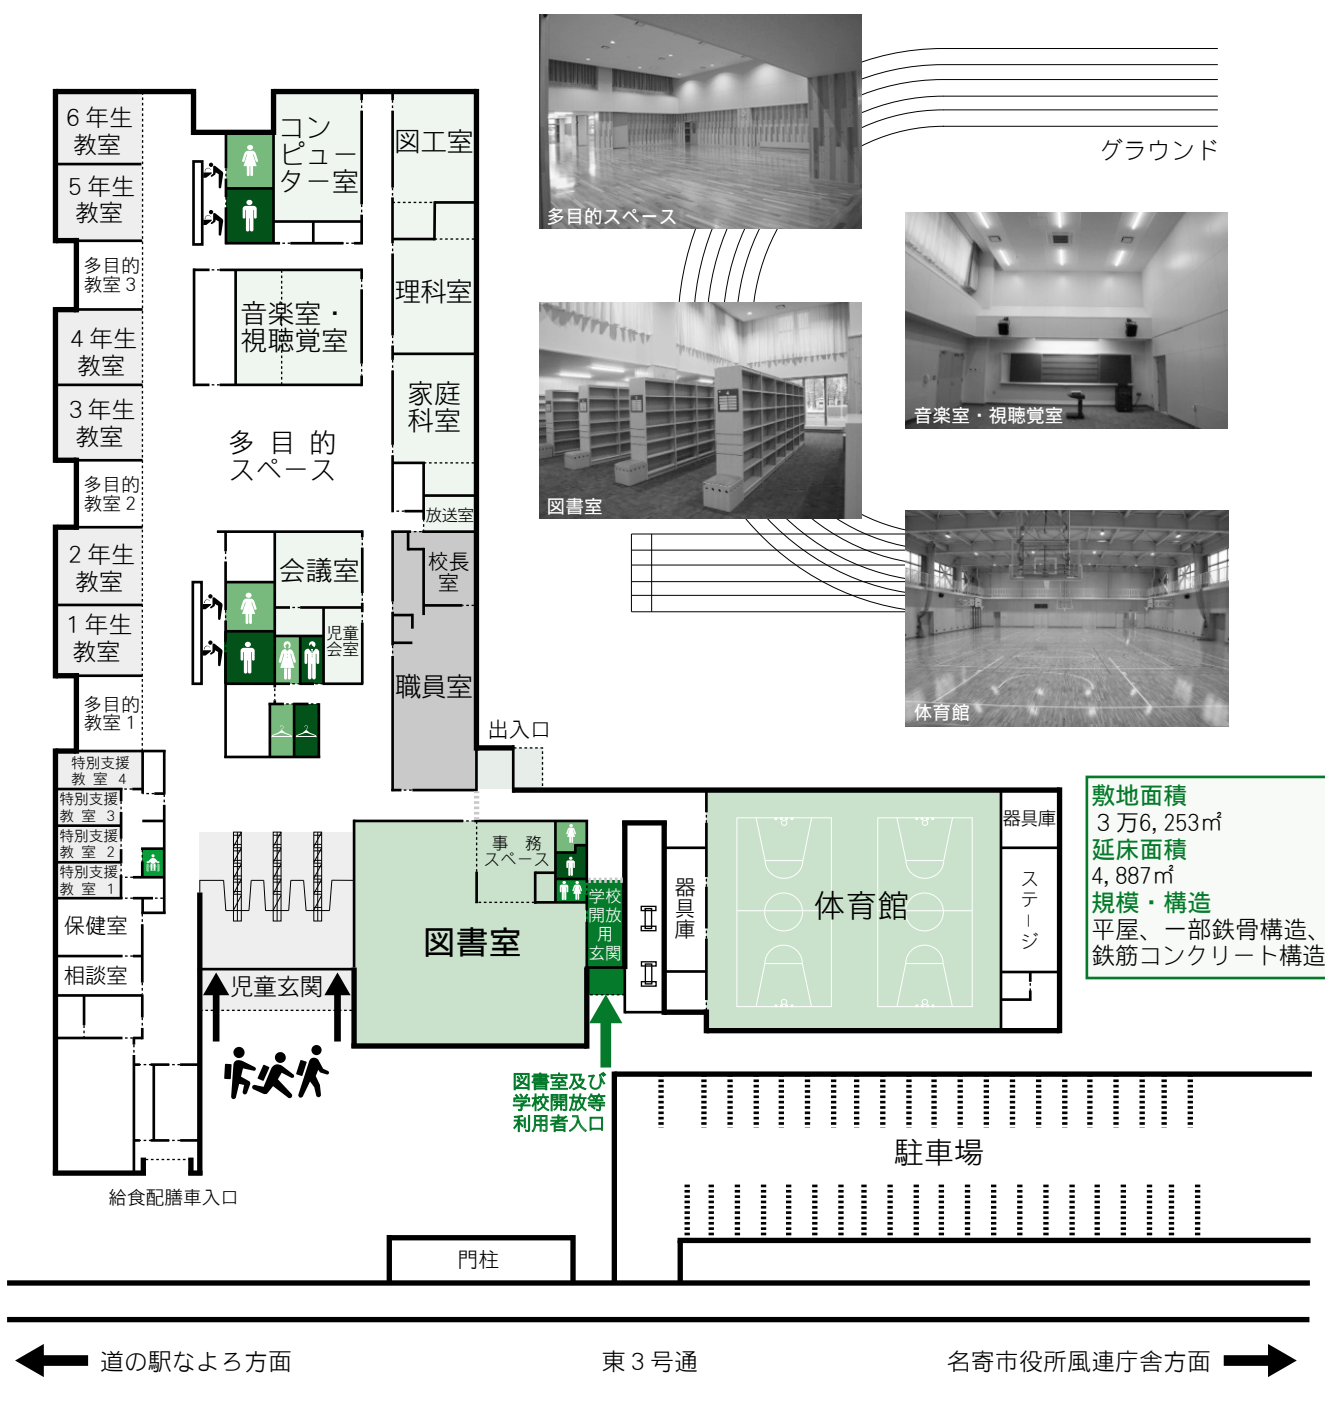 グラウンド
多目的スペース
音楽室・視聴覚室
図書室
体育館
6年生
教室
5年生
教室
多目的
教室3
4年生
教室
3年生
教室
多目的
教室2
2年生
教室
1年生
教室
多目的
教室1
特別支援
教室 4
特別支援
教室 3
特別支援
教室 2
特別支援
教室 1
保健室
相談室
コン
ピュー
ター室
音楽室・
視聴覚室
多目的
スペース
会議室
児童
会室
図工室
理科室
家庭
科室
放送室
校長
室
職員室
出入口
事務
スペース
図書室
学校
開放
用
玄関
器具庫
体育館
器具庫
ステージ
児童玄関
敷地面積
3万6,253㎡
延床面積
4,887㎡
規模・構造
平屋、一部鉄骨構造、
鉄筋コンクリート構造
図書室及び
学校開放等
利用者入口
駐車場
給食配膳車入口
門柱
道の駅なよろ方面
東3号通
名寄市役所風連庁舎方面